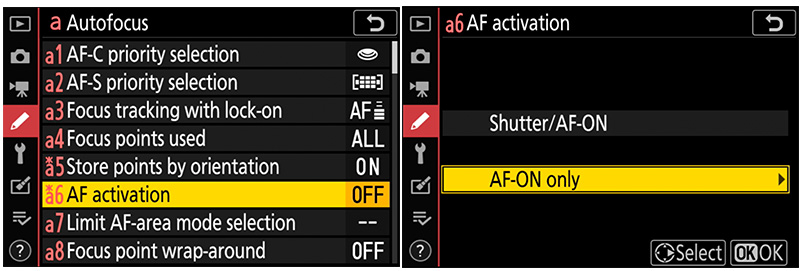 a Autofocus
a1 AF-C priority selection
a2 AF-S priority selection
a3 Focus tracking with lock-on AF
a4 Focus points used ALL
*a5 Store points by orientation ON
*a6 AF activation OFF
a7 Limit AF-area mode selection --
a8 Focus point wrap-around OFF
?
a6 AF activation
Shutter/AF-ON
AF-ON only
? Select OK OK